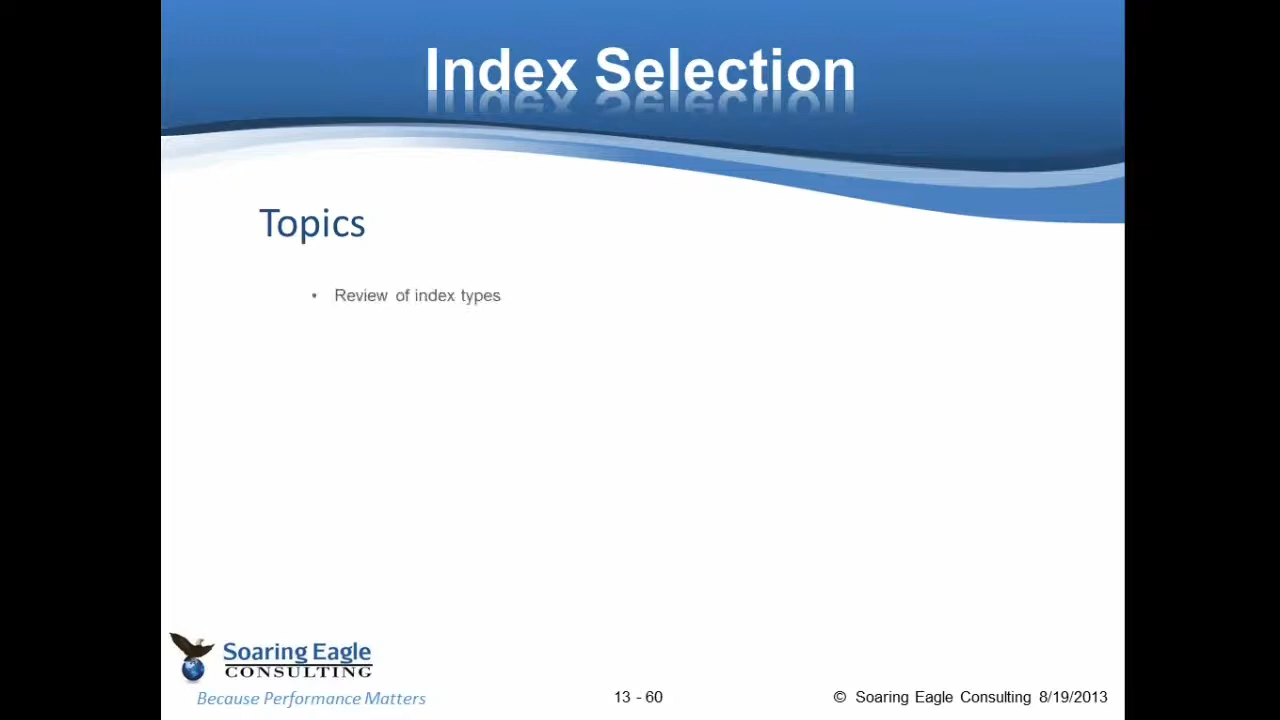 Index Selection
Topics
• Review of index types
Soaring Eagle
CONSULTING
Because Performance Matters
13 - 60
© Soaring Eagle Consulting 8/19/2013